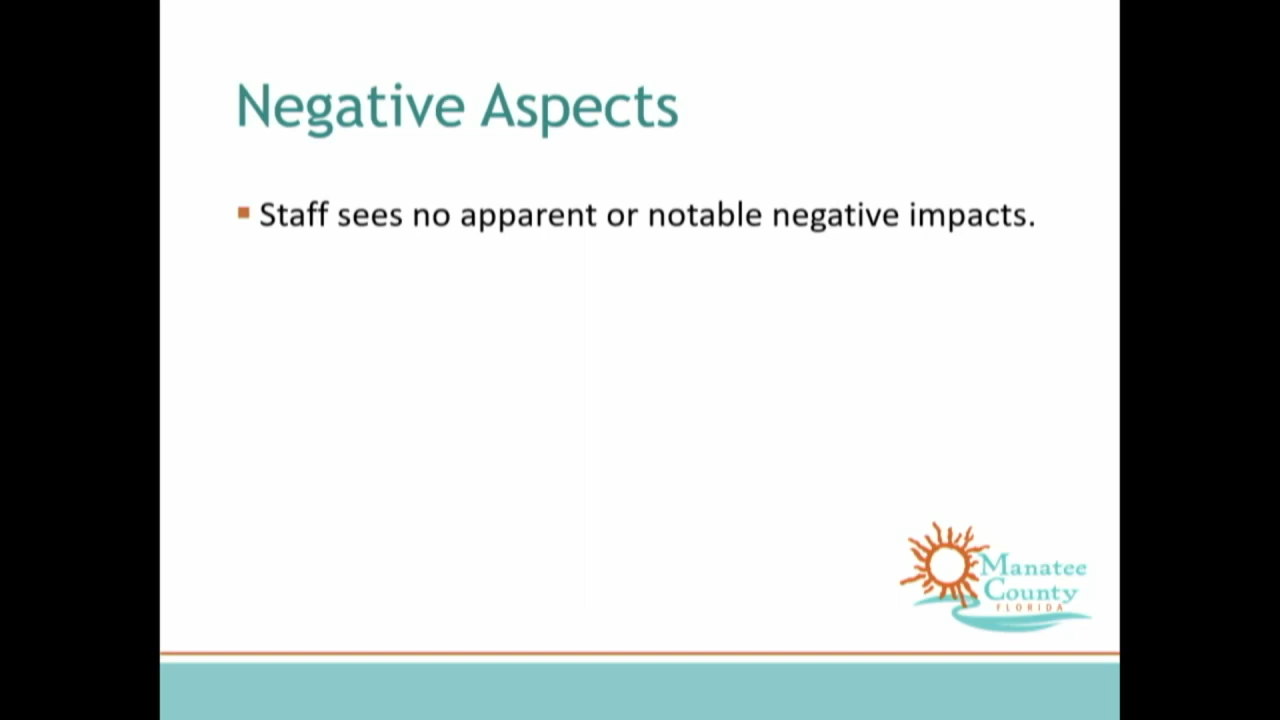 Negative Aspects
▪ Staff sees no apparent or notable negative impacts.
Manatee
County
FLORIDA